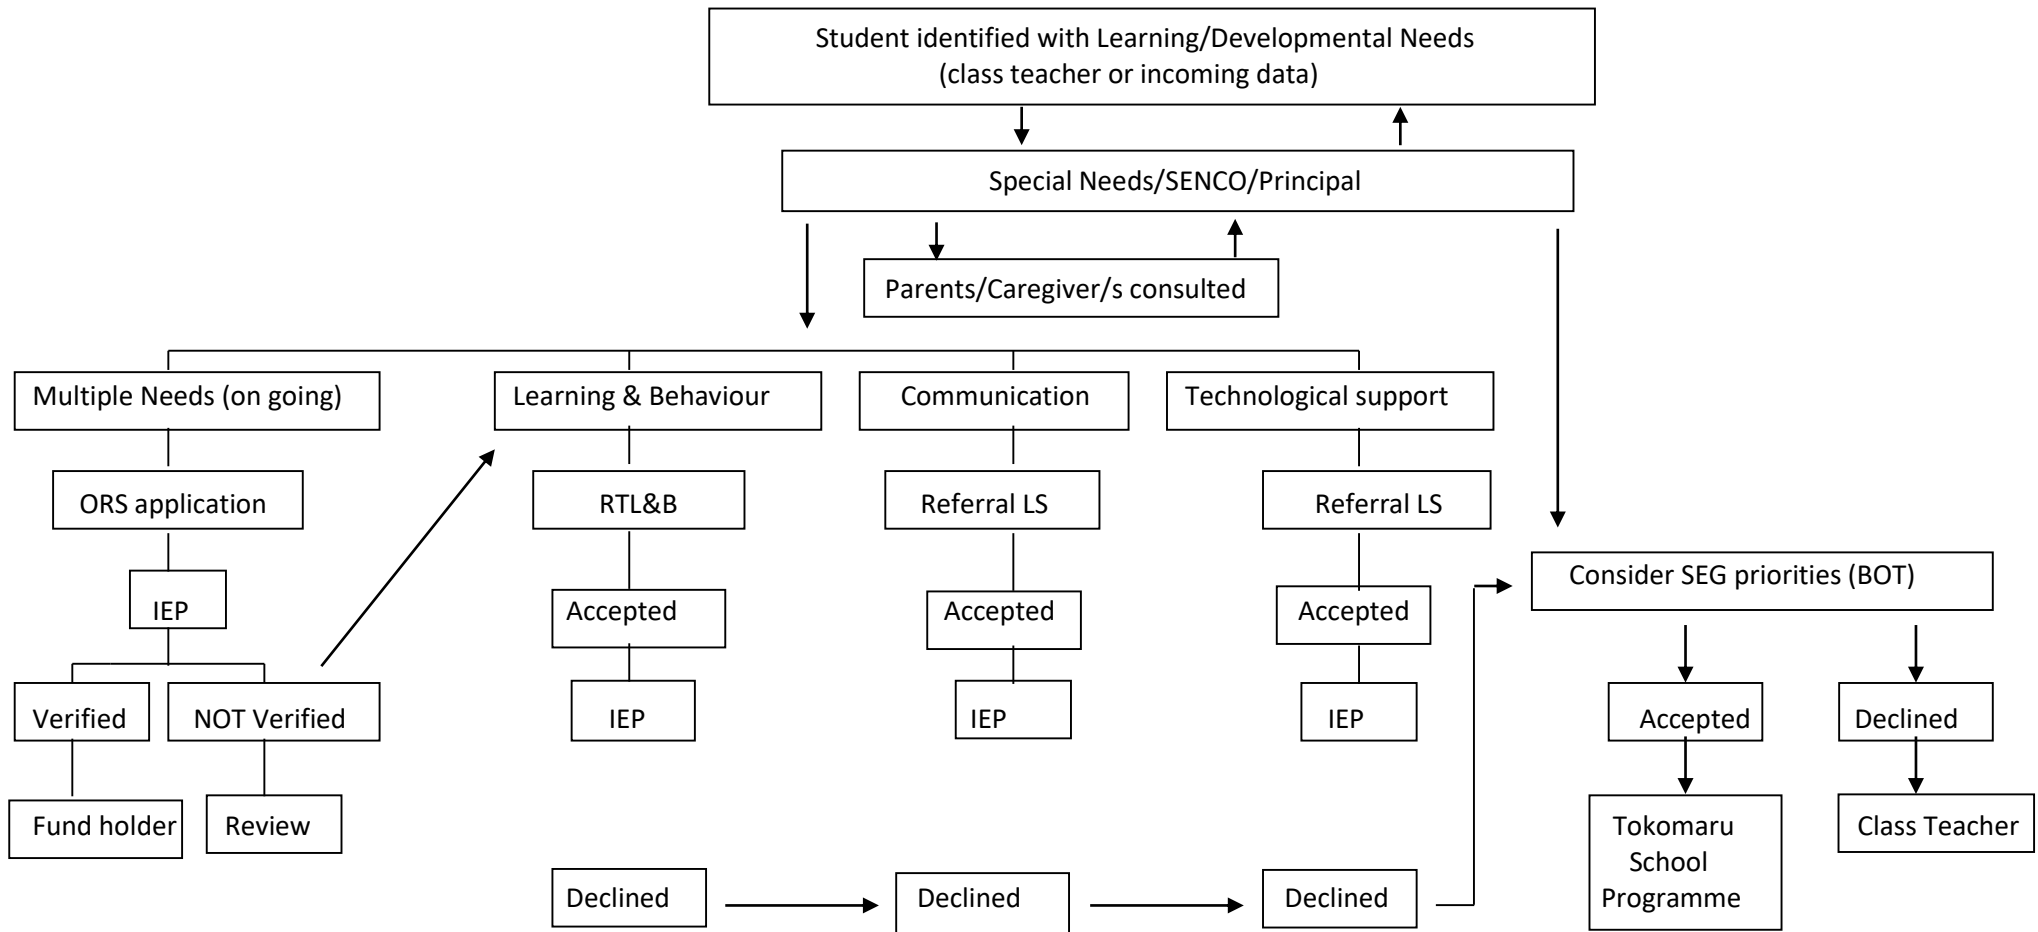 Student identified with Learning/Developmental Needs
(class teacher or incoming data)
Special Needs/SENCO/Principal
Parents/Caregiver/s consulted
Multiple Needs (on going)
Learning & Behaviour
Communication
Technological support
ORS application
RTL&B
Referral LS
Referral LS
Consider SEG priorities (BOT)
IEP
Accepted
Accepted
Accepted
Verified
NOT Verified
IEP
IEP
IEP
Accepted
Declined
Fund holder
Review
Tokomaru
School
Programme
Class Teacher
Declined
Declined
Declined